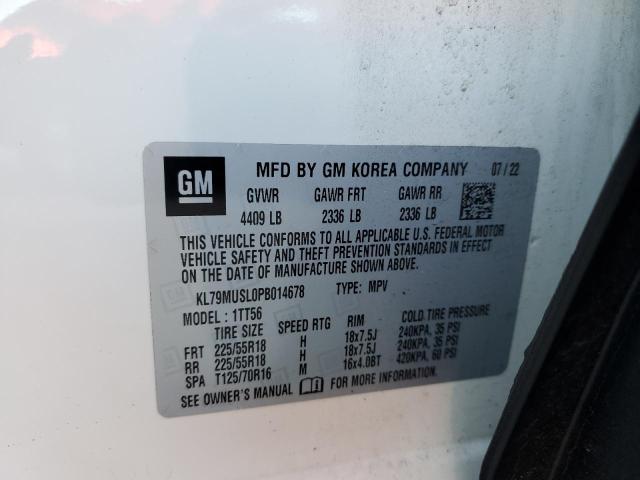 GM MFD BY GM KOREA COMPANY 07/22
GVWR GAWR FRT GAWR RR
4409 LB 2336 LB 2336 LB
THIS VEHICLE CONFORMS TO ALL APPLICABLE U.S. FEDERAL MOTOR
VEHICLE SAFETY AND THEFT PREVENTION STANDARDS IN EFFECT
ON THE DATE OF MANUFACTURE SHOWN ABOVE.
KL79MUSL0PB014678 TYPE: MPV
MODEL: 1TT56
TIRE SIZE SPEED RTG RIM COLD TIRE PRESSURE
FRT 225/55R18 H 18x7.5J 240KPA, 35 PSI
RR 225/55R18 H 18x7.5J 240KPA, 35 PSI
SPA T125/70R16 M 16x4.0BT 420KPA, 60 PSI
SEE OWNER'S MANUAL FOR MORE INFORMATION.